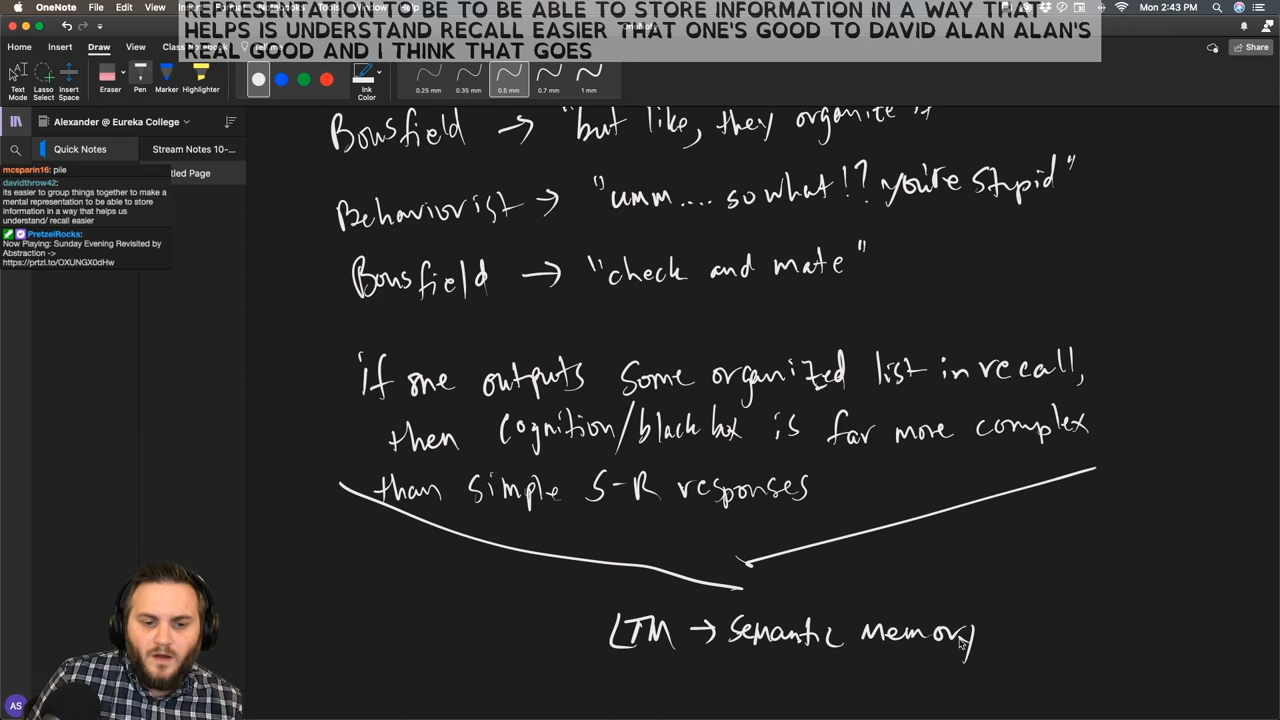 REPRESENTATION TO BE TO BE ABLE TO STORE INFORMATION IN A WAY THAT
HELPS IS UNDERSTAND RECALL EASIER THAT ONE'S GOOD TO DAVID ALAN ALAN'S
REAL GOOD AND I THINK THAT GOES
OneNote File Edit View
Mon 2:43 PM
Home Insert Draw
Share
Text Mode
Lasso Select
Insert Space
Eraser
Pen
Marker
Highlighter
Ink Color
0.25 mm
0.35 mm
0.5 mm
0.7 mm
1 mm
Alexander @ Eureka College
Quick Notes
Stream Notes 10-...
tled Page
mcsparin16: pile
davidthrow42:
its easier to group things together to make a
mental representation to be able to store
information in a way that helps us
understand/ recall easier
PretzelRocks:
Now Playing: Sunday Evening Revisited by
Abstraction ->
https://prtzl.to/OXUNGX0dHw
Bousfield → "but like, they organize it
Behaviorist → "umm.... so what!? you're stupid"
Bousfield → "check and mate"
if one outputs some organized list in recall,
then cognition/black box is far more complex
than simple S-R responses
LTM → Semantic memory
AS